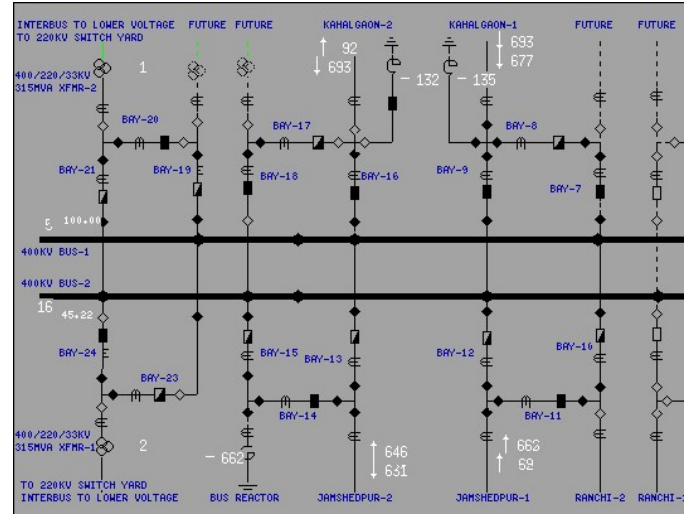 INTERBUS TO LOWER VOLTAGE
TO 220KV SWITCH YARD
FUTURE FUTURE
KAHALGAON-2
KAHALGAON-1
FUTURE
FUTURE
92
693
693
677
400/220/33KV
315MVA XFMR-2
1
- 132
- 135
BAY-20
BAY-17
BAY-8
BAY-21
BAY-19
BAY-18
BAY-16
BAY-9
BAY-7
5
100.00
400KV BUS-1
400KV BUS-2
16
45.22
BAY-24
BAY-15
BAY-13
BAY-12
BAY-10
BAY-23
BAY-14
BAY-11
400/220/33KV
315MVA XFMR-1
2
- 662
646
631
69
TO 220KV SWITCH YARD
INTERBUS TO LOWER VOLTAGE
BUS REACTOR
JAMSHEDPUR-2
JAMSHEDPUR-1
RANCHI-2